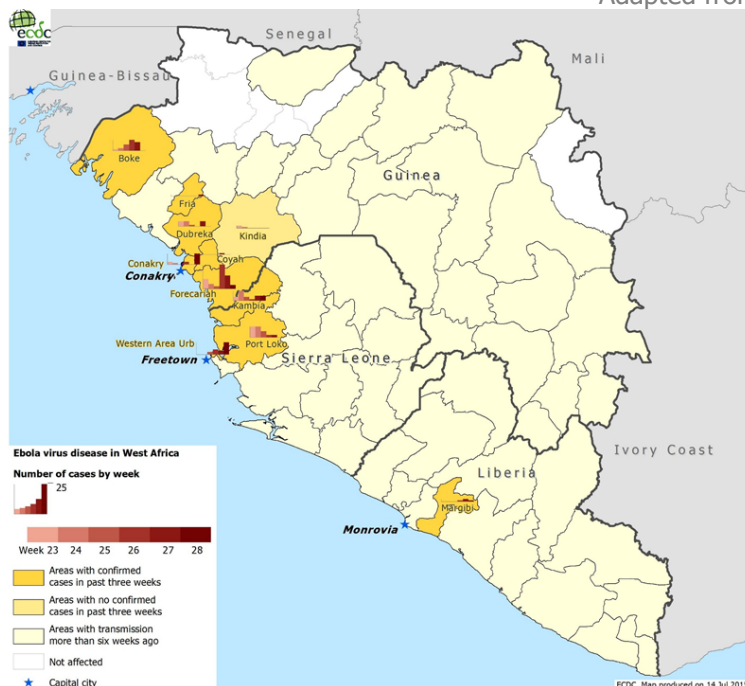 Adapted from
ecdc
Senegal
Mali
Guinea-Bissau
Boke
Guinea
Fria
Dubreka
Kindia
Conakry
Coyah
Conakry
Forecariah
Kambia
Western Area Urb
Port Loko
Freetown
Sierra Leone
Ivory Coast
Liberia
Margibi
Monrovia
Ebola virus disease in West Africa
Number of cases by week
25
Week 23 24 25 26 27 28
Areas with confirmed
cases in past three weeks
Areas with no confirmed
cases in past three weeks
Areas with transmission
more than six weeks ago
Not affected
Capital city
ECDC. Map produced on 14 Jul 201